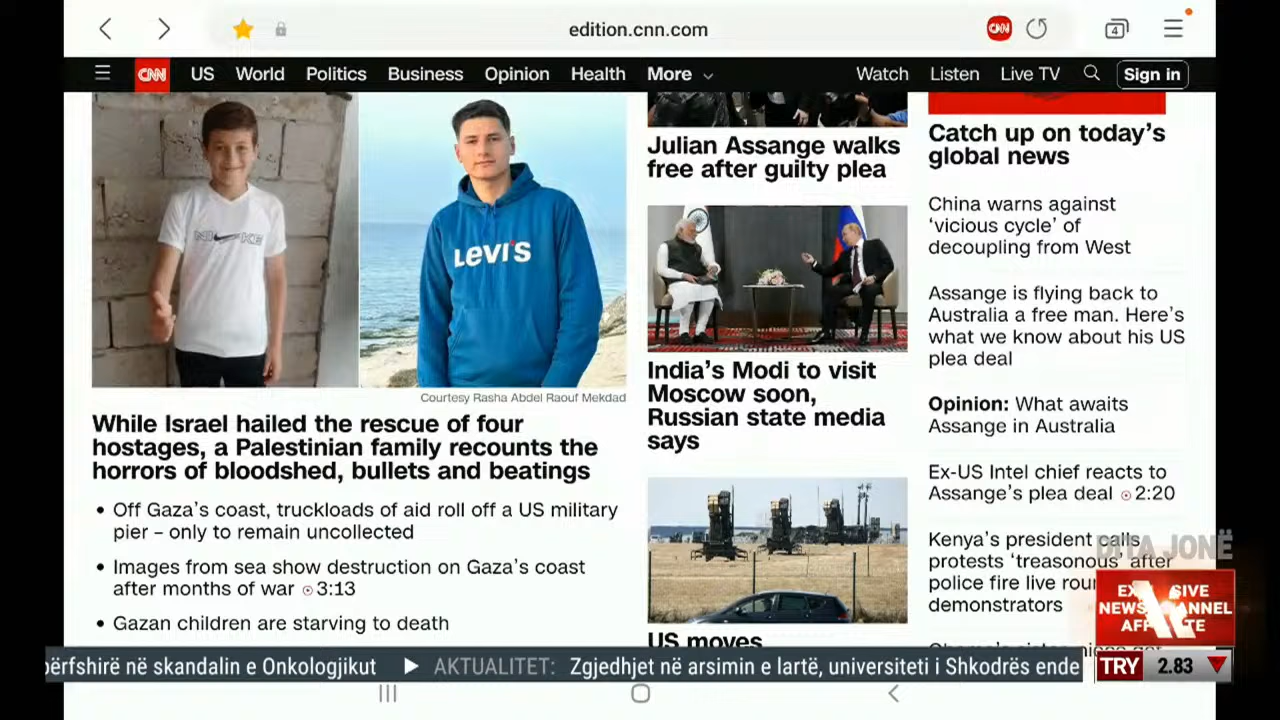 edition.cnn.com
CNN
4
CNN
US World Politics Business Opinion Health More
Watch Listen Live TV Sign in
NIKE
Levi's
Courtesy Rasha Abdel Raouf Mekdad
While Israel hailed the rescue of four
hostages, a Palestinian family recounts the
horrors of bloodshed, bullets and beatings
• Off Gaza's coast, truckloads of aid roll off a US military
pier – only to remain uncollected
• Images from sea show destruction on Gaza's coast
after months of war 3:13
• Gazan children are starving to death
Julian Assange walks
free after guilty plea
India's Modi to visit
Moscow soon,
Russian state media
says
US moves
Catch up on today's
global news
China warns against
'vicious cycle' of
decoupling from West
Assange is flying back to
Australia a free man. Here's
what we know about his US
plea deal
Opinion: What awaits
Assange in Australia
Ex-US Intel chief reacts to
Assange's plea deal 2:20
Kenya's president calls
protests 'treasonous' after
police fire live
demonstrators
DITA JONË
NEWS
përfshirë në skandalin e Onkologjikut ▶ AKTUALITET: Zgjedhjet në arsimin e lartë, universiteti i Shkodrës ende
TRY 2.83